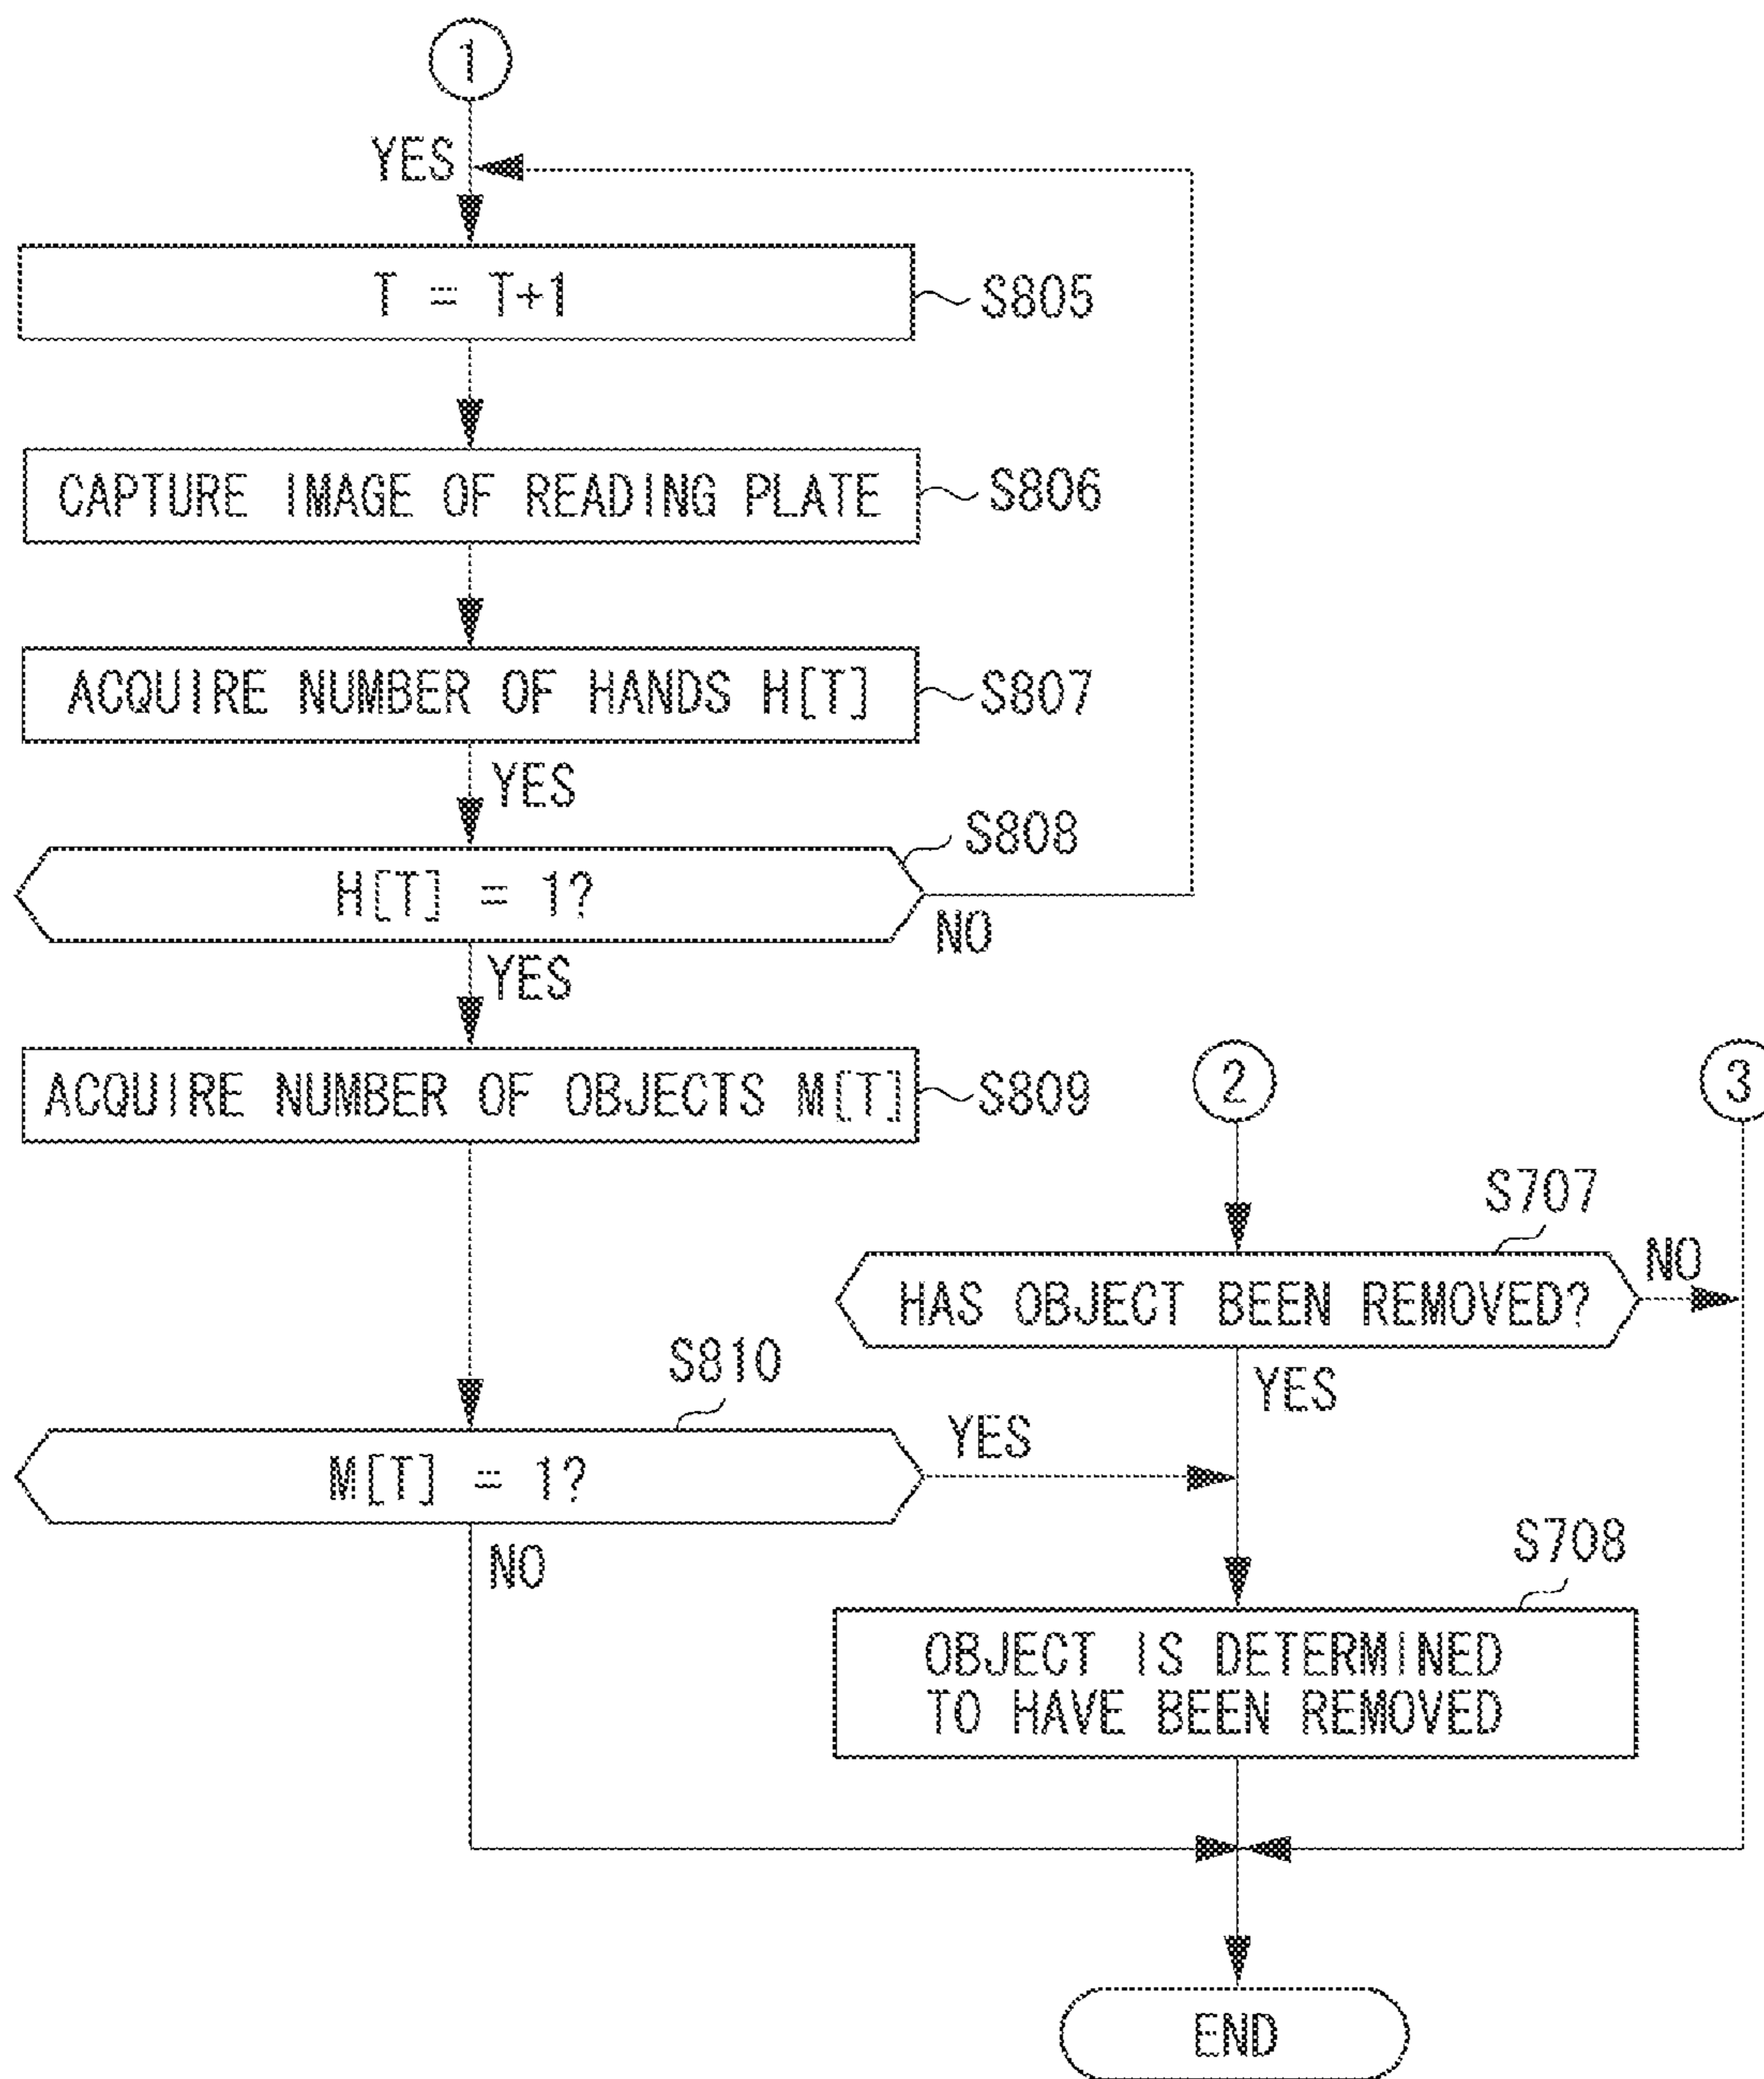 1
YES
T = T+1
S805
CAPTURE IMAGE OF READING PLATE
S806
ACQUIRE NUMBER OF HANDS H[T]
S807
YES
S808
H[T] = 1?
NO
YES
ACQUIRE NUMBER OF OBJECTS M[T]
S809
2
3
S707
HAS OBJECT BEEN REMOVED?
NO
YES
S810
M[T] = 1?
YES
NO
S708
OBJECT IS DETERMINED
TO HAVE BEEN REMOVED
END